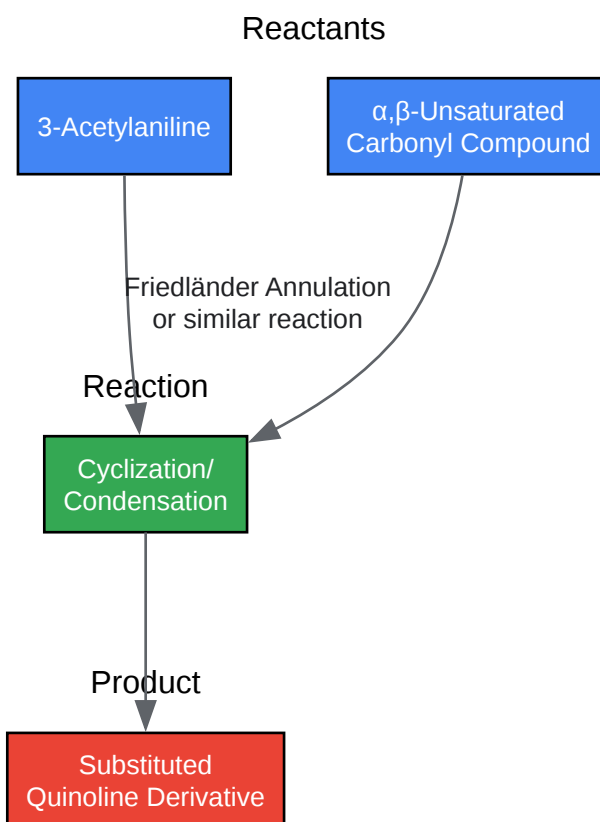 Reactants
3-Acetylaniline
α,β-Unsaturated
Carbonyl Compound
Friedländer Annulation
or similar reaction
Reaction
Cyclization/
Condensation
Product
Substituted
Quinoline Derivative